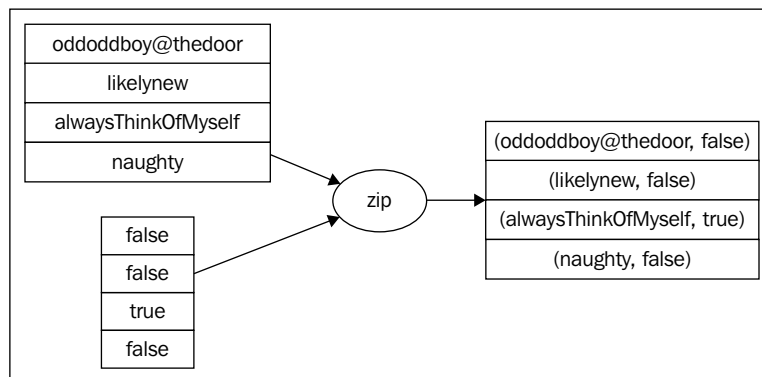 oddoddboy@thedoor
likelynew
alwaysThinkOfMyself
naughty
false
false
true
false
zip
(oddoddboy@thedoor, false)
(likelynew, false)
(alwaysThinkOfMyself, true)
(naughty, false)